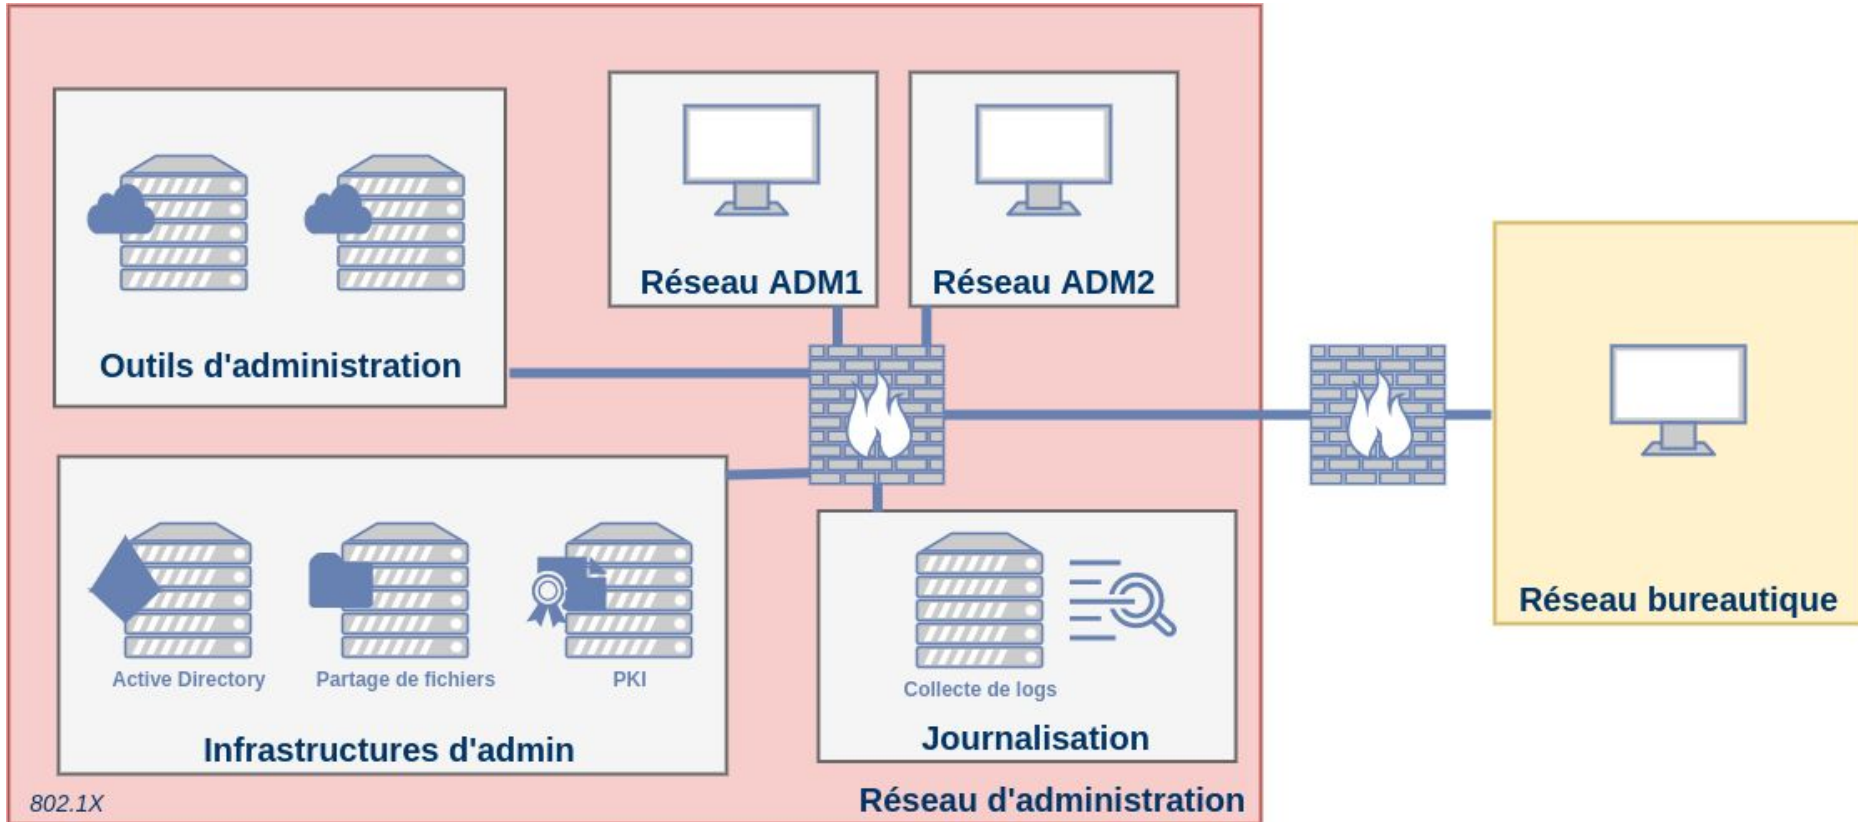 Réseau ADM1
Réseau ADM2
Outils d'administration
Réseau bureautique
Active Directory
Partage de fichiers
PKI
Collecte de logs
Infrastructures d'admin
Journalisation
802.1X
Réseau d'administration